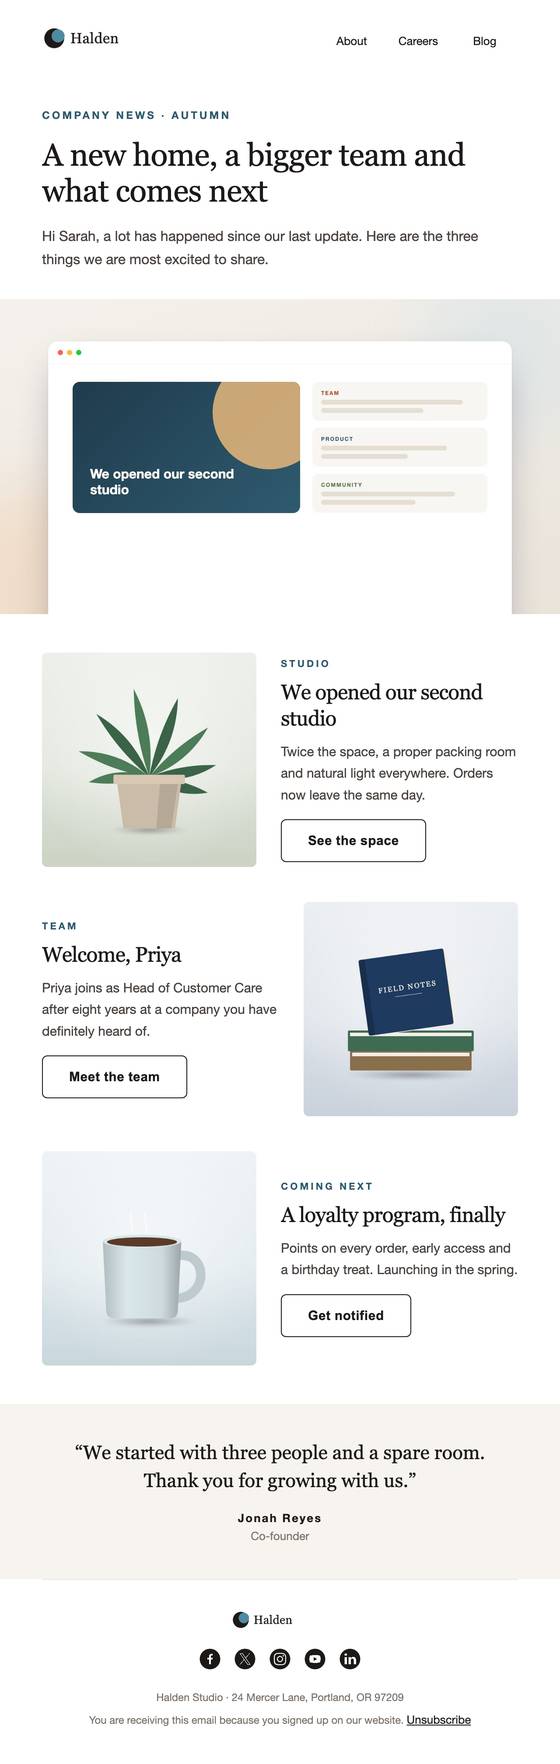 Halden
About Careers Blog
COMPANY NEWS · AUTUMN
A new home, a bigger team and
what comes next
Hi Sarah, a lot has happened since our last update. Here are the three
things we are most excited to share.
We opened our second
studio
TEAM
PRODUCT
COMMUNITY
STUDIO
We opened our second
studio
Twice the space, a proper packing room
and natural light everywhere. Orders
now leave the same day.
See the space
TEAM
Welcome, Priya
Priya joins as Head of Customer Care
after eight years at a company you have
definitely heard of.
Meet the team
FIELD NOTES
COMING NEXT
A loyalty program, finally
Points on every order, early access and
a birthday treat. Launching in the spring.
Get notified
“We started with three people and a spare room.
Thank you for growing with us.”
Jonah Reyes
Co-founder
Halden
Halden Studio · 24 Mercer Lane, Portland, OR 97209
You are receiving this email because you signed up on our website. Unsubscribe